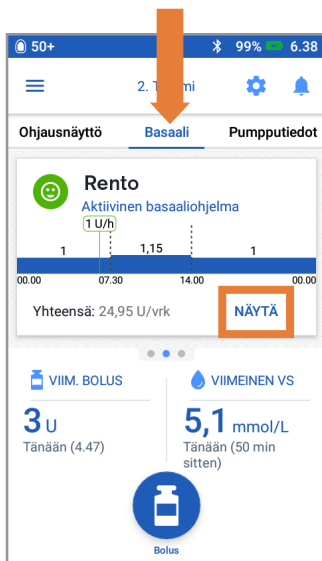 50+ 99% 6.38
2. T mi
Ohjausnäyttö Basaali Pumpputiedot
Rento
Aktiivinen basaaliohjelma
1 U/h
1 1,15 1
00.00 07.30 14.00 00.00
Yhteensä: 24,95 U/vrk NÄYTÄ
VIIM. BOLUS VIIMEINEN VS
3 U 5,1 mmol/L
Tänään (4.47) Tänään (50 min
sitten)
Bolus